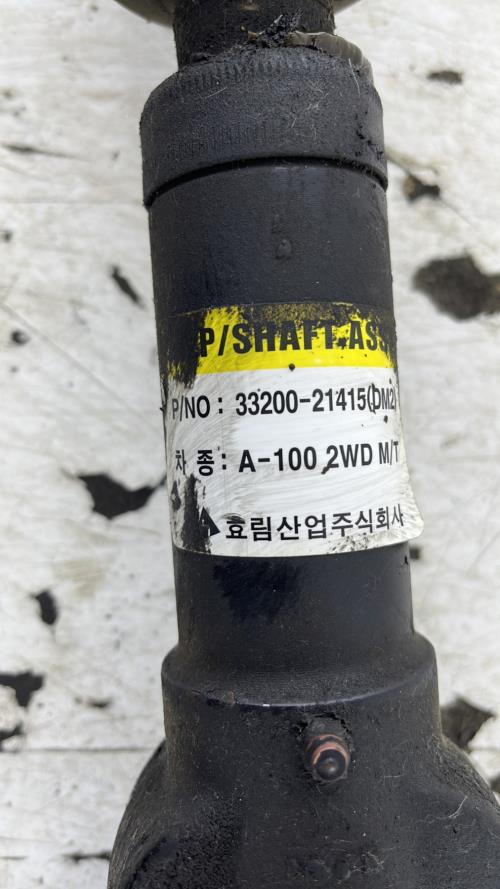 P/SHAFT ASS
P/NO : 33200-21415(DM2)
차 종 : A-100 2WD M/T
효림산업주식회사